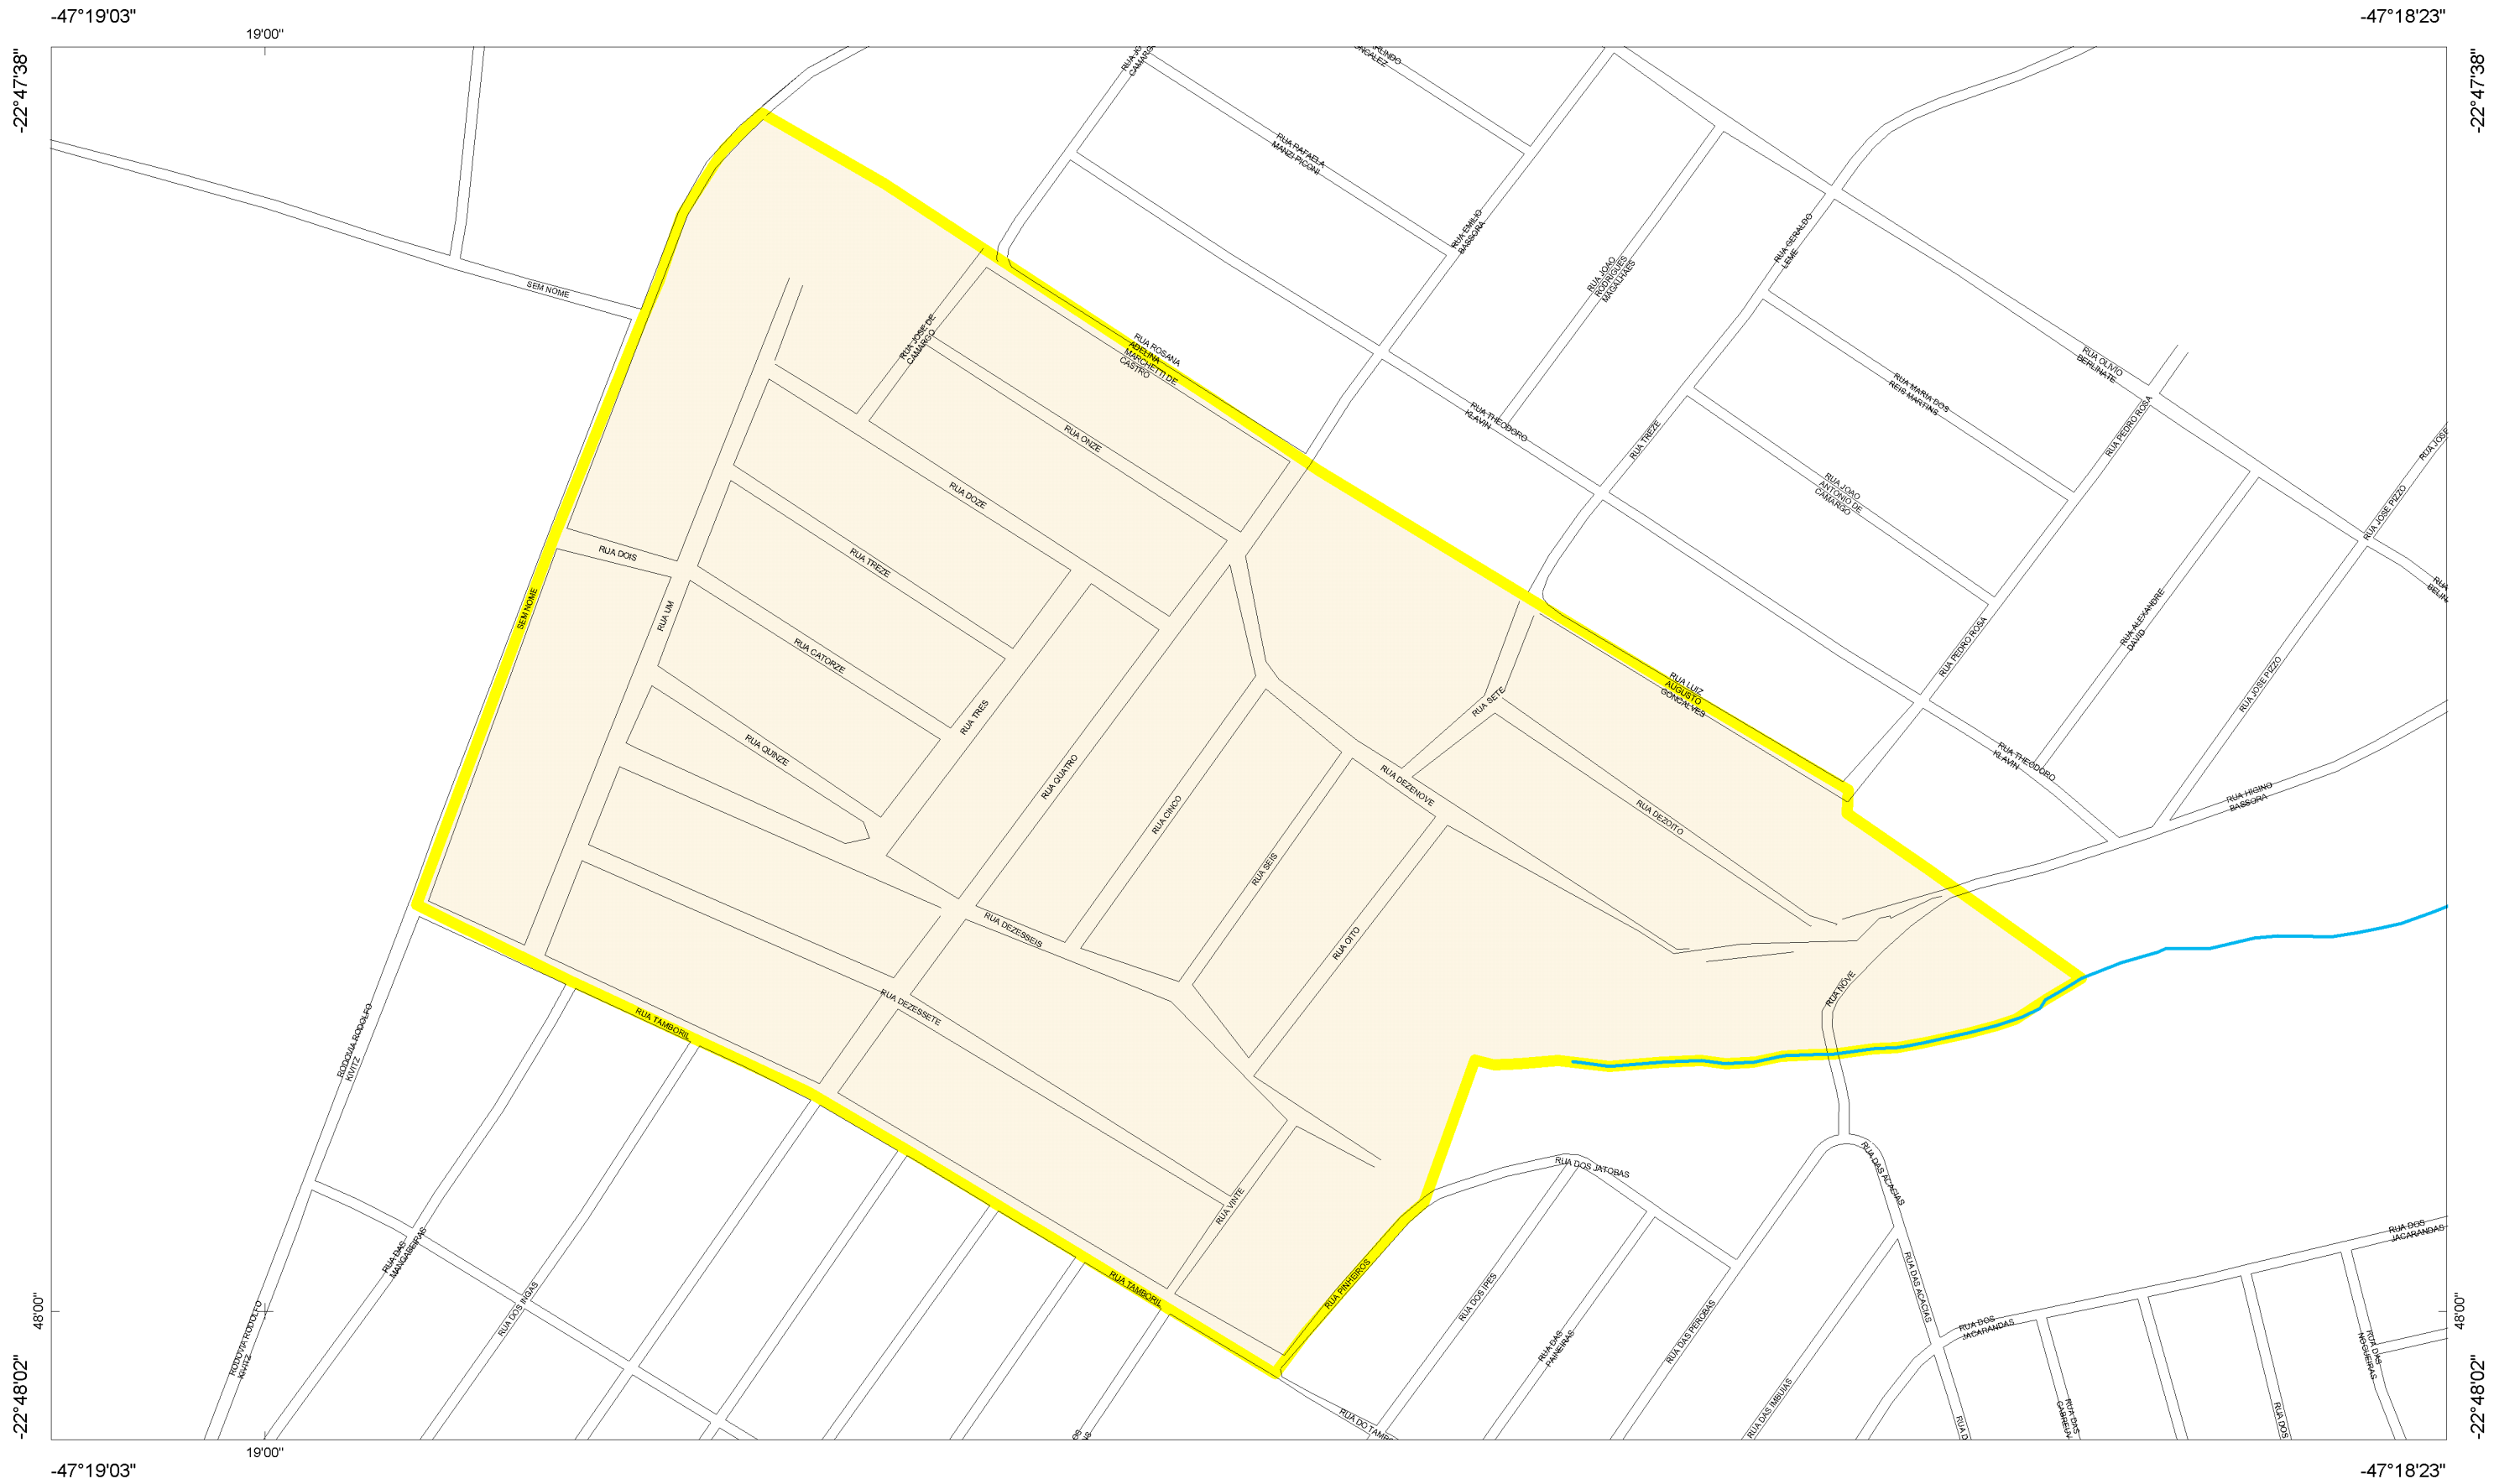 -47°19'03"
-47°18'23"
19'00"
-22°47'38"
-22°47'38"
RUA RAFAELA
MANZI PICONI
RUA EMILIO
BASSORA
RUA JOAO
RODRIGUES
MAGALHAES
RUA GERALDO
LEME
SEM NOME
RUA JOSE DE
CAMARGO
RUA ROSANA
ADELINA
MARCHETTI DE
CASTRO
RUA OLIVIO
BERLINATE
RUA MARIA DOS
REIS MARTINS
RUA PEDRO ROSA
RUA THEODORO
KLAVIN
RUA TREZE
RUA ONZE
RUA DOZE
RUA JOAO
ANTONIO DE
CAMARGO
RUA JOSE PIZZO
RUA JOSE
RUA DOIS
RUA TREZE
SEM NOME
RUA UM
RUA CATORZE
RUA ALEXANDRE
DAVID
RUA PEDRO ROSA
RUA JOSE PIZZO
RUA TRES
RUA QUINZE
RUA SETE
RUA LUIZ
AUGUSTO
GONCALVES
RUA QUATRO
RUA DEZENOVE
RUA CINCO
RUA DEZOITO
RUA THEODORO
KLAVIN
RUA HIGINO
BASSORA
RUA SEIS
RUA DEZESSEIS
RUA OITO
RUA NOVE
RUA DEZESSETE
RUA TAMBORIL
RODOVIA RODOLFO
KIVITZ
RUA DOS JATOBAS
RUA DAS ACACIAS
RUA VINTE
RUA DAS
MANGABEIRAS
RUA DOS INGAS
RUA TAMBORIL
RUA PINHEIROS
RUA DOS IPES
RUA DAS
PAINEIRAS
RUA DAS PEROBAS
RUA DAS ACACIAS
RUA DOS
JACARANDAS
RUA DOS
JACARANDAS
RUA DAS
NOGUEIRAS
RODOVIA RODOLFO
KIVITZ
48'00"
48'00"
RUA DAS IMBUIAS
RUA DAS
RUA DOS
RUA DO
-22°48'02"
-22°48'02"
19'00"
-47°19'03"
-47°18'23"